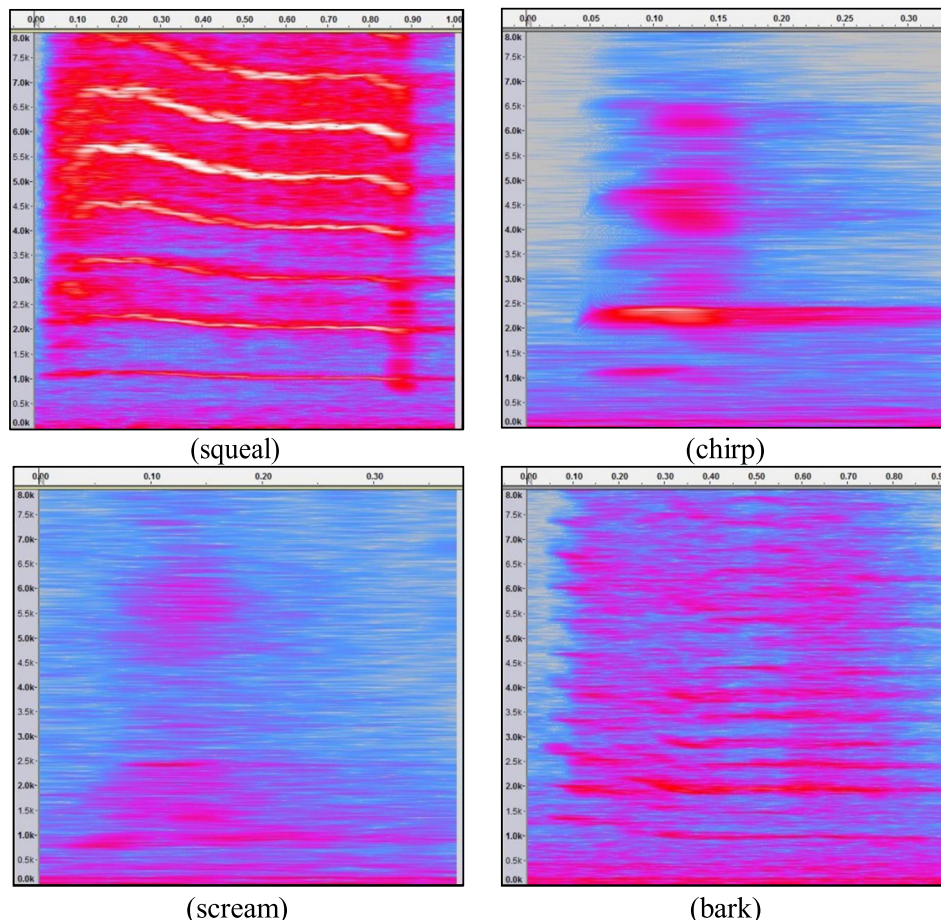 0.00 0.10 0.20 0.30 0.40 0.50 0.60 0.70 0.80 0.90 1.00
8.0k
7.5k
7.0k
6.5k
6.0k
5.5k
5.0k
4.5k
4.0k
3.5k
3.0k
2.5k
2.0k
1.5k
1.0k
0.5k
0.0k
(squeal)
0.00 0.05 0.10 0.15 0.20 0.25 0.30
8.0k
7.5k
7.0k
6.5k
6.0k
5.5k
5.0k
4.5k
4.0k
3.5k
3.0k
2.5k
2.0k
1.5k
1.0k
0.5k
0.0k
(chirp)
0.00 0.10 0.20 0.30
8.0k
7.5k
7.0k
6.5k
6.0k
5.5k
5.0k
4.5k
4.0k
3.5k
3.0k
2.5k
2.0k
1.5k
1.0k
0.5k
0.0k
(scream)
0.00 0.10 0.20 0.30 0.40 0.50 0.60 0.70 0.80
8.0k
7.5k
7.0k
6.5k
6.0k
5.5k
5.0k
4.5k
4.0k
3.5k
3.0k
2.5k
2.0k
1.5k
1.0k
0.5k
0.0k
(bark)